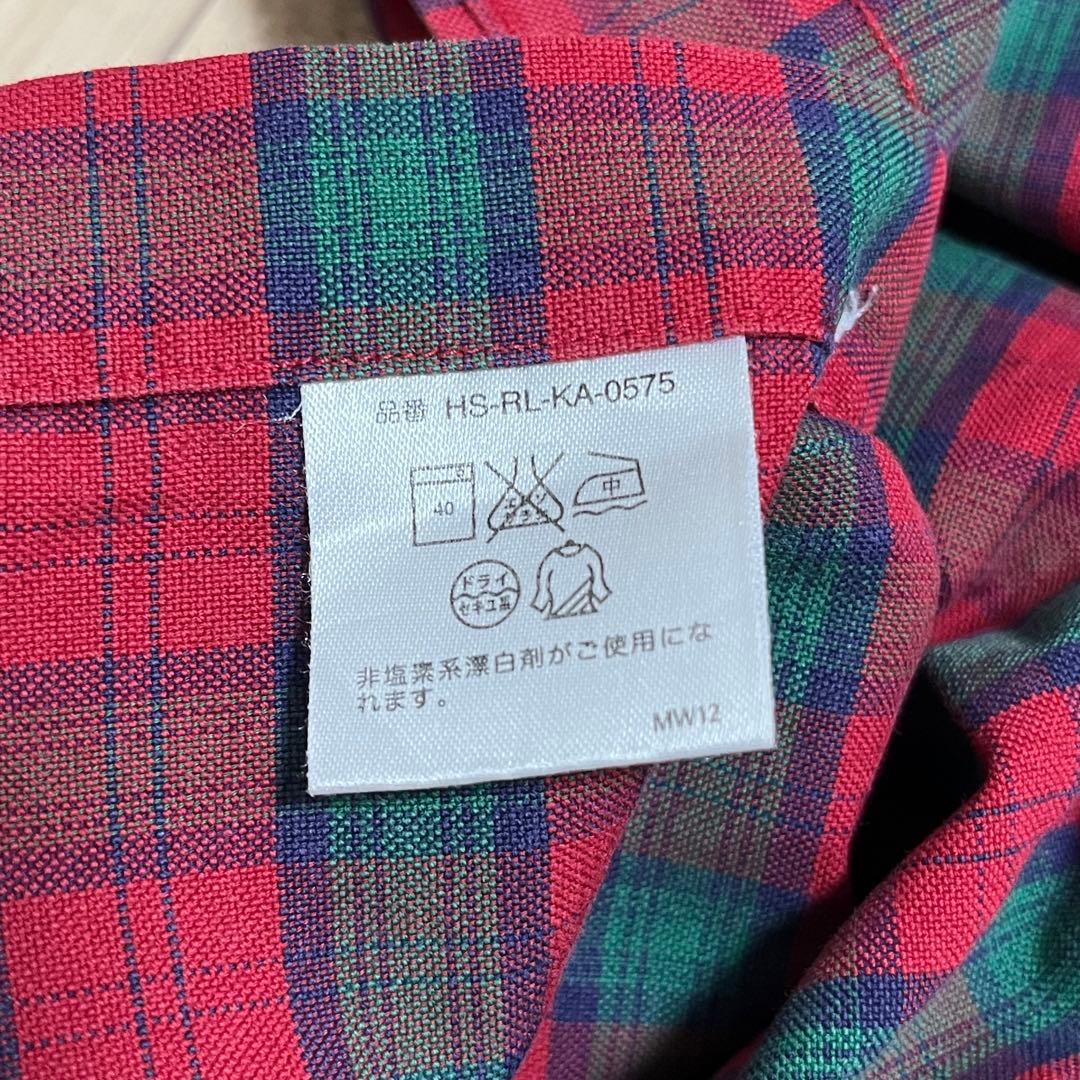 品番 HS-RL-KA-0575
40
中
ドライ
セキユ系
非塩素系漂白剤がご使用にな
れます。
MW12